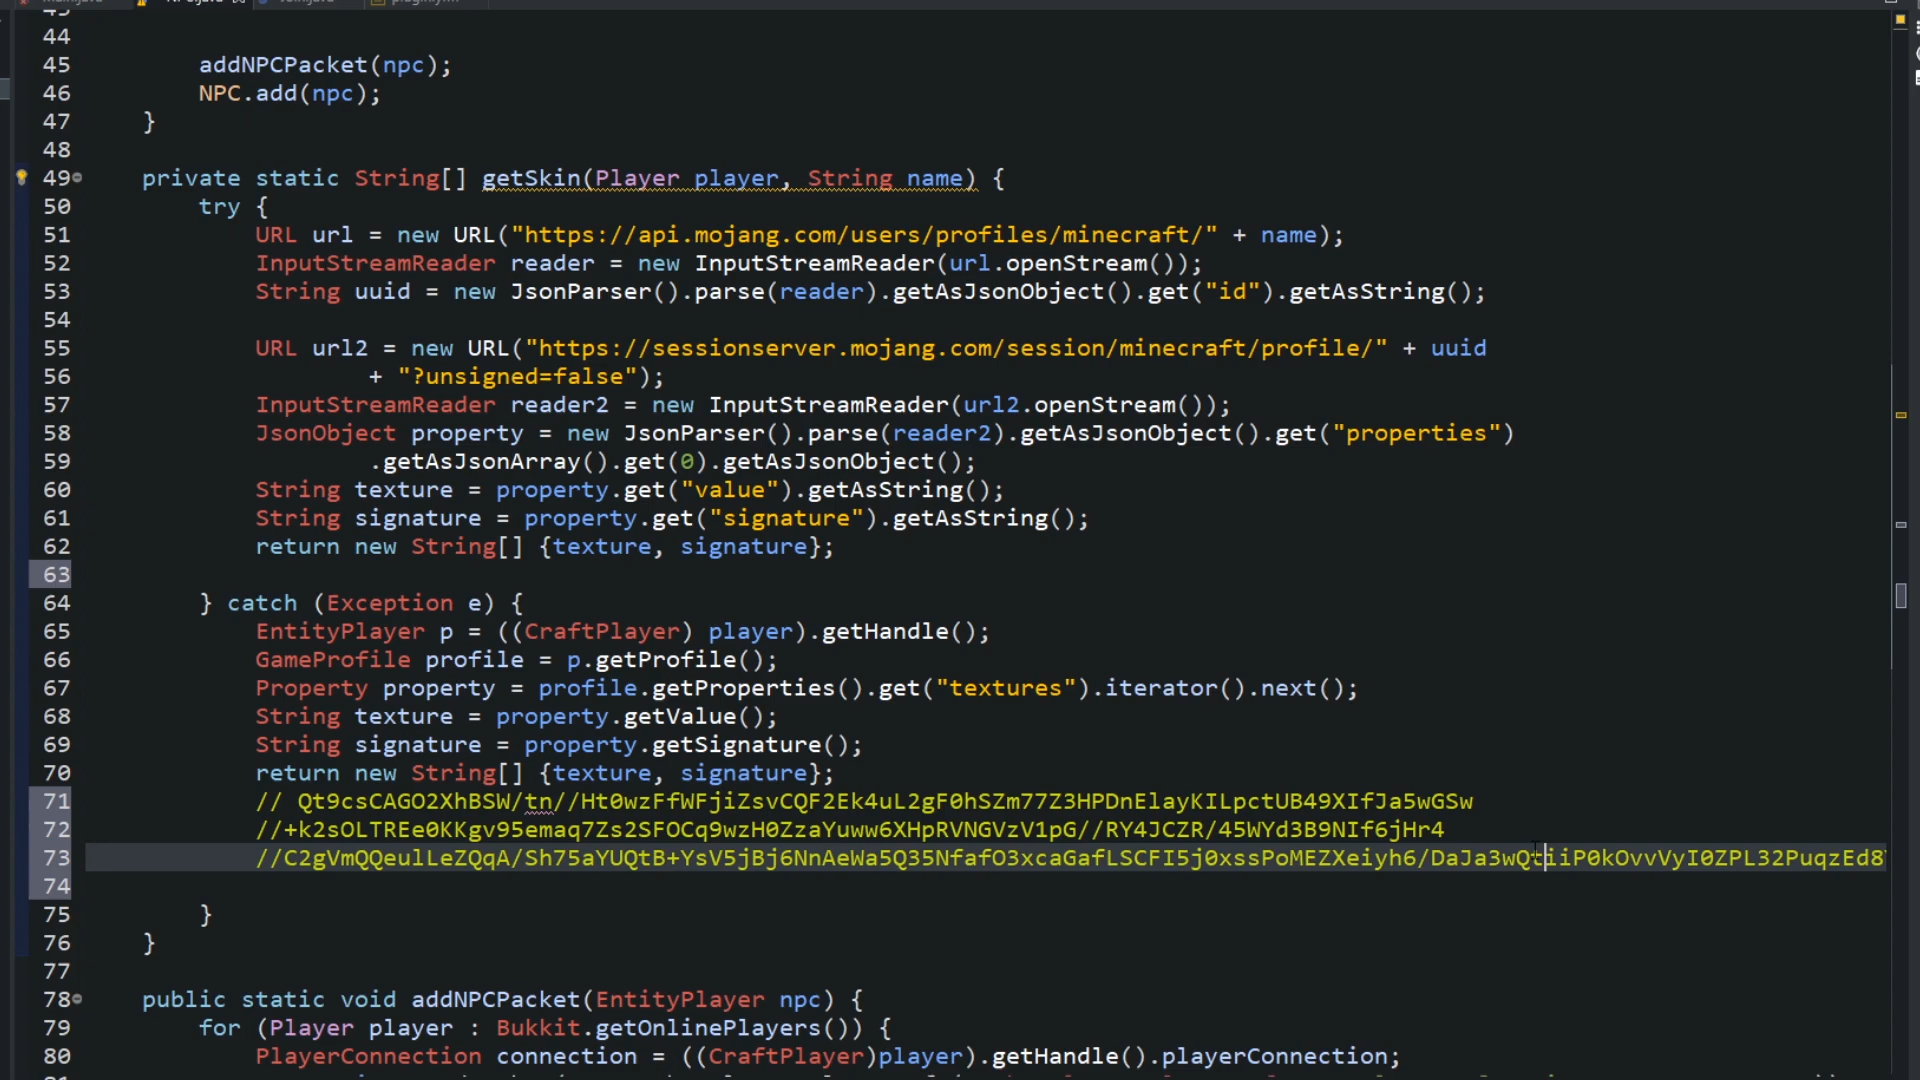 44
45 addNPCPacket(npc);
46 NPC.add(npc);
47 }
48
49 private static String[] getSkin(Player player, String name) {
50 try {
51 URL url = new URL("https://api.mojang.com/users/profiles/minecraft/" + name);
52 InputStreamReader reader = new InputStreamReader(url.openStream());
53 String uuid = new JsonParser().parse(reader).getAsJsonObject().get("id").getAsString();
54
55 URL url2 = new URL("https://sessionserver.mojang.com/session/minecraft/profile/" + uuid
56 + "?unsigned=false");
57 InputStreamReader reader2 = new InputStreamReader(url2.openStream());
58 JsonObject property = new JsonParser().parse(reader2).getAsJsonObject().get("properties")
59 .getAsJsonArray().get(0).getAsJsonObject();
60 String texture = property.get("value").getAsString();
61 String signature = property.get("signature").getAsString();
62 return new String[] {texture, signature};
63
64 } catch (Exception e) {
65 EntityPlayer p = ((CraftPlayer) player).getHandle();
66 GameProfile profile = p.getProfile();
67 Property property = profile.getProperties().get("textures").iterator().next();
68 String texture = property.getValue();
69 String signature = property.getSignature();
70 return new String[] {texture, signature};
71 // Qt9csCAGO2XhBSW/tn//Ht0wzFfWFjiZsvCQF2Ek4uL2gF0hSZm77Z3HPDnElayKILpctUB49XIfJa5wGSw
72 //+k2sOLTREe0KKgv95emaq7Zs2SFOCq9wzH0ZzaYuww6XHpRVNGVzV1pG//RY4JCZR/45WYd3B9NIf6jHr4
73 //C2gVmQQeulLeZQqA/Sh75aYUQtB+YsV5jBj6NnAeWa5Q35NfafO3xcaGafLSCFI5j0xssPoMEZXeiyh6/DaJa3wQtiiP0kOvvVyI0ZPL32PuqzEd8
74
75 }
76 }
77
78 public static void addNPCPacket(EntityPlayer npc) {
79 for (Player player : Bukkit.getOnlinePlayers()) {
80 PlayerConnection connection = ((CraftPlayer)player).getHandle().playerConnection;